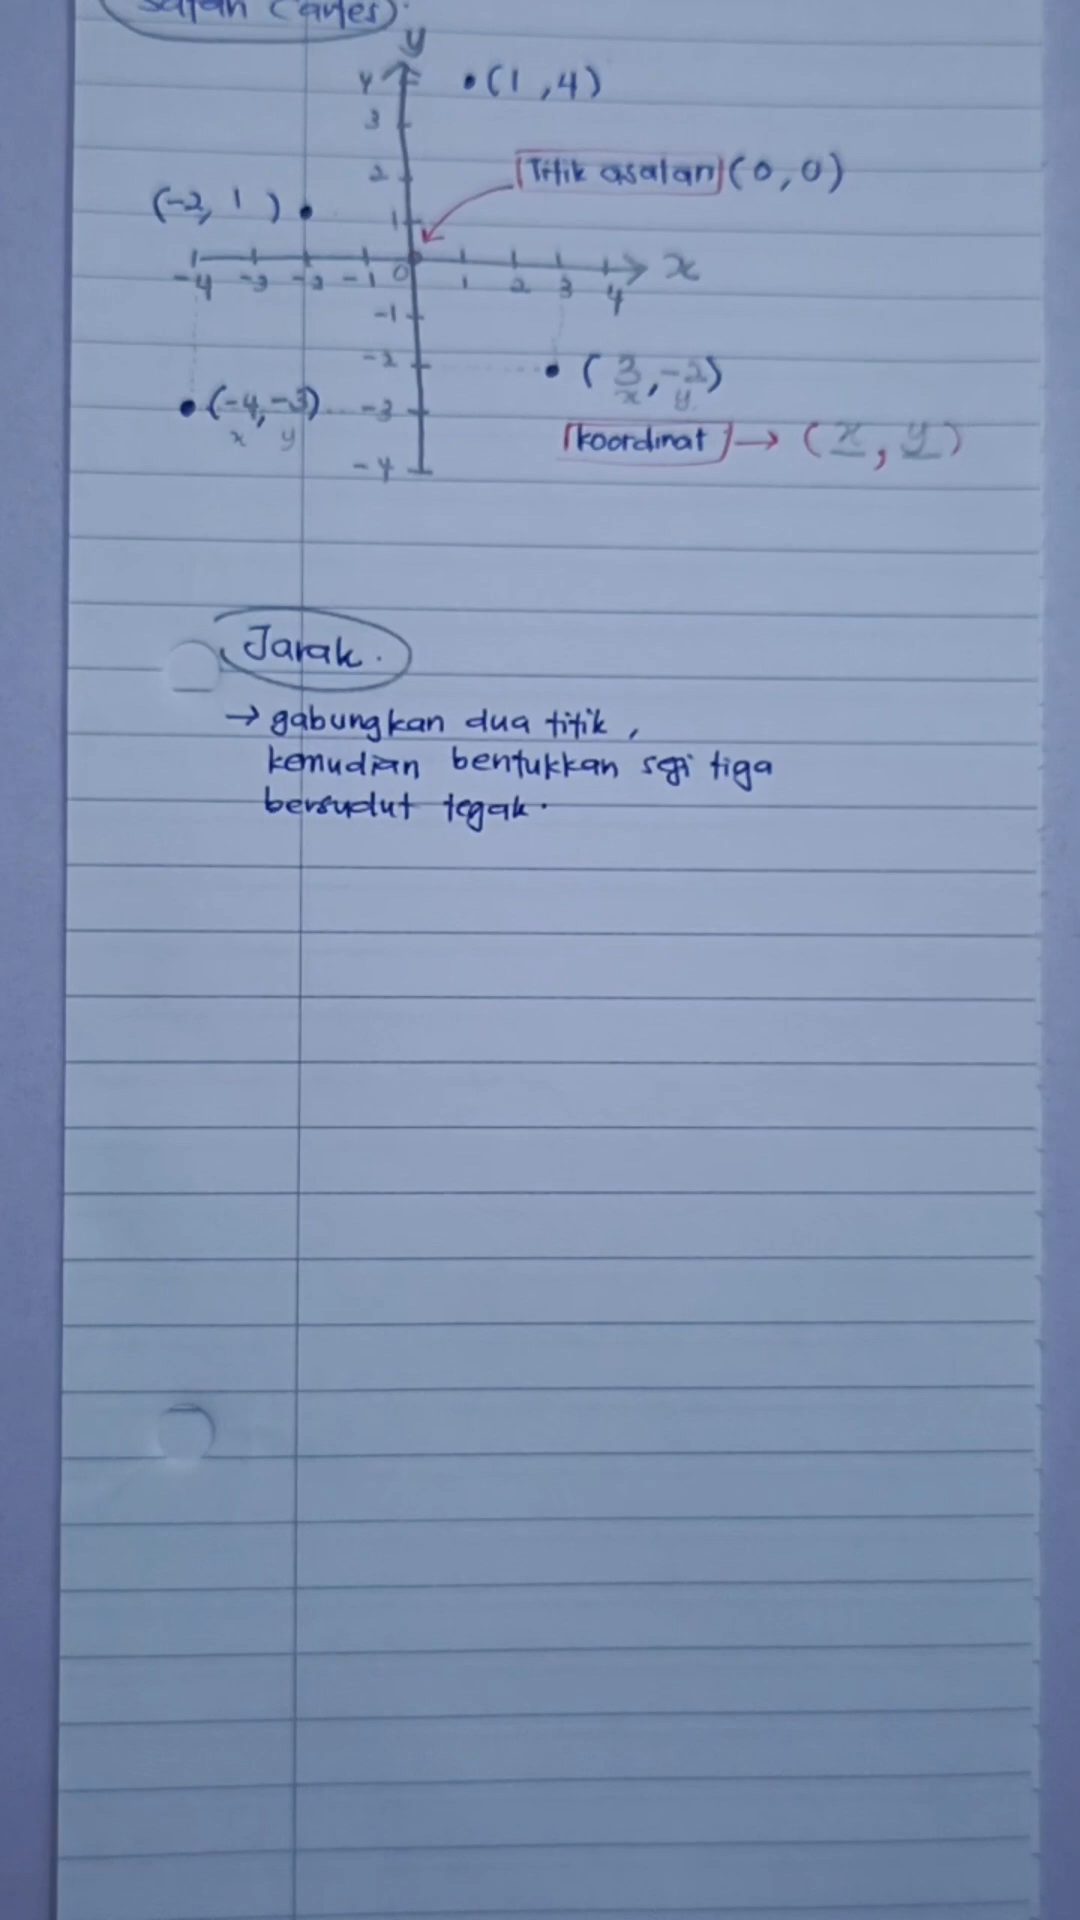 Satah Cartes
y
4
• (1, 4)
3
Titik asalan (0, 0)
2
(-2, 1) •
1
-4 -3 -2 -1 0 1 2 3 4 x
-1
-2
• (3, -2)
x y
• (-4, -3)
x y
-3
koordinat → (x, y)
-4
Jarak.
→ gabungkan dua titik,
kemudian bentukkan segi tiga
bersudut tegak.